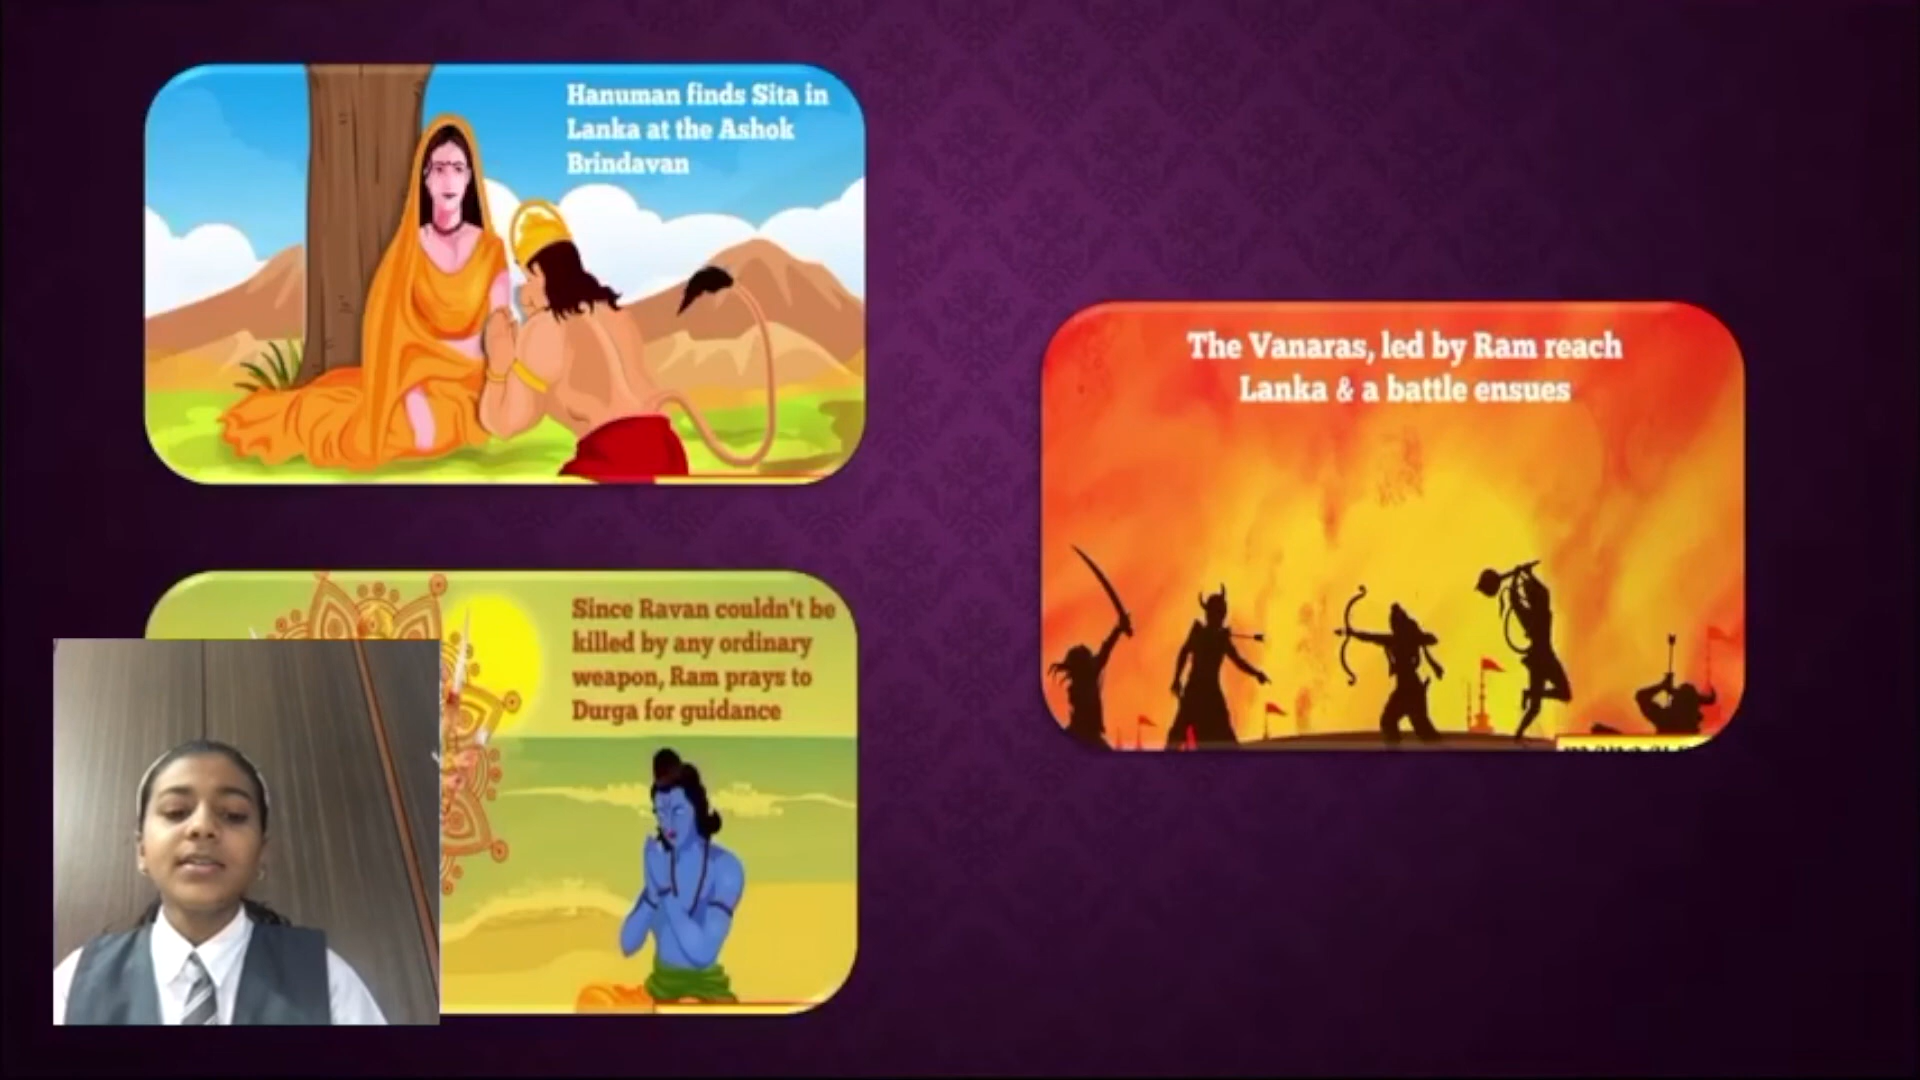 Hanuman finds Sita in
Lanka at the Ashok
Brindavan
The Vanaras, led by Ram reach
Lanka & a battle ensues
Since Ravan couldn't be
killed by any ordinary
weapon, Ram prays to
Durga for guidance